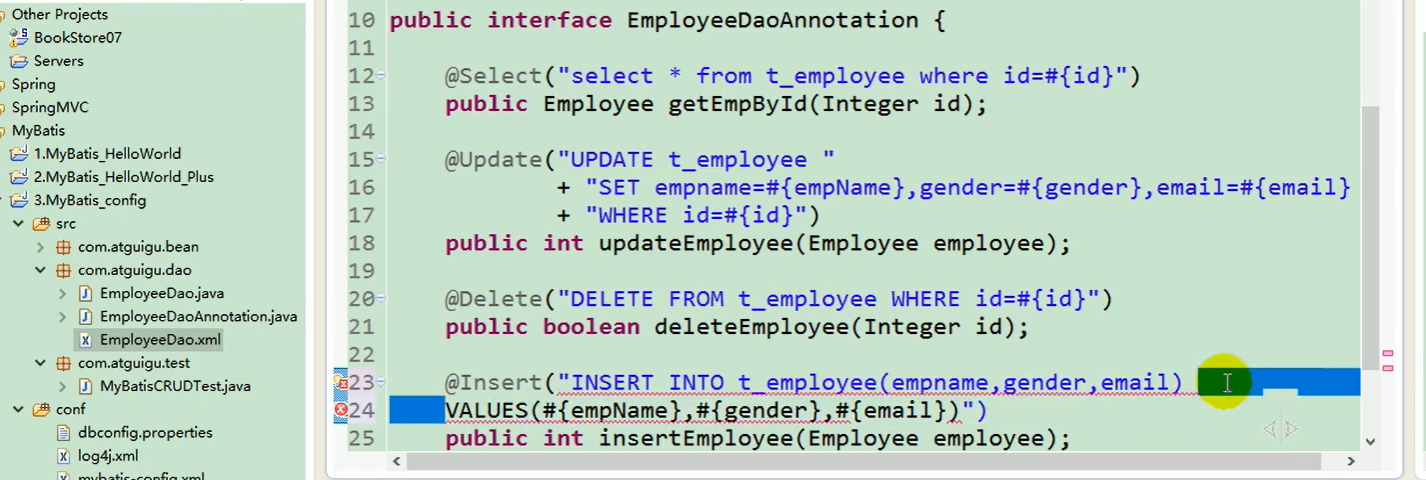 Other Projects
BookStore07
Servers
Spring
SpringMVC
MyBatis
1.MyBatis_HelloWorld
2.MyBatis_HelloWorld_Plus
3.MyBatis_config
src
com.atguigu.bean
com.atguigu.dao
EmployeeDao.java
EmployeeDaoAnnotation.java
EmployeeDao.xml
com.atguigu.test
MyBatisCRUDTest.java
conf
dbconfig.properties
log4j.xml
mybatis-config.xml
10 public interface EmployeeDaoAnnotation {
11
12 @Select("select * from t_employee where id=#{id}")
13 public Employee getEmpById(Integer id);
14
15 @Update("UPDATE t_employee "
16 + "SET empname=#{empName},gender=#{gender},email=#{email}
17 + "WHERE id=#{id}")
18 public int updateEmployee(Employee employee);
19
20 @Delete("DELETE FROM t_employee WHERE id=#{id}")
21 public boolean deleteEmployee(Integer id);
22
23 @Insert("INSERT INTO t_employee(empname,gender,email)
24 VALUES(#{empName},#{gender},#{email})")
25 public int insertEmployee(Employee employee);